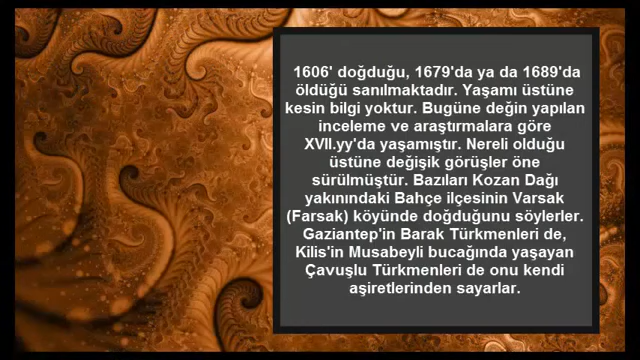 1606' doğduğu, 1679'da ya da 1689'da
öldüğü sanılmaktadır. Yaşamı üstüne
kesin bilgi yoktur. Bugüne değin yapılan
inceleme ve araştırmalara göre
XVII.yy'da yaşamıştır. Nereli olduğu
üstüne değişik görüşler öne
sürülmüştür. Bazıları Kozan Dağı
yakınındaki Bahçe ilçesinin Varsak
(Farsak) köyünde doğduğunu söylerler.
Gaziantep'in Barak Türkmenleri de,
Kilis'in Musabeyli bucağında yaşayan
Çavuşlu Türkmenleri de onu kendi
aşiretlerinden sayarlar.